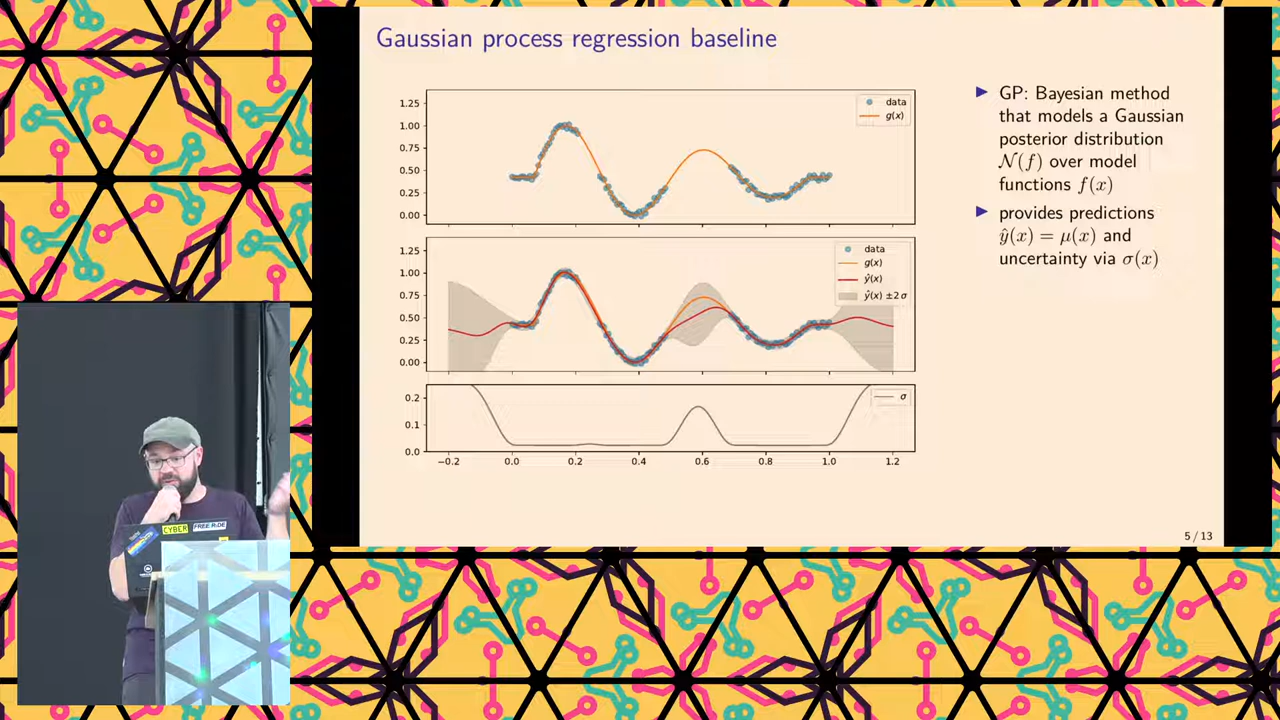 Gaussian process regression baseline
1.25
1.00
0.75
0.50
0.25
0.00
data
g(x)
1.25
1.00
0.75
0.50
0.25
0.00
data
g(x)
ŷ(x)
ŷ(x) ±2 σ
0.2
0.1
0.0
σ
−0.2
0.0
0.2
0.4
0.6
0.8
1.0
1.2
▶ GP: Bayesian method
that models a Gaussian
posterior distribution
𝒩(f) over model
functions f(x)
▶ provides predictions
ŷ(x) = μ(x) and
uncertainty via σ(x)
5 / 13
CYBER
FREE RiDE